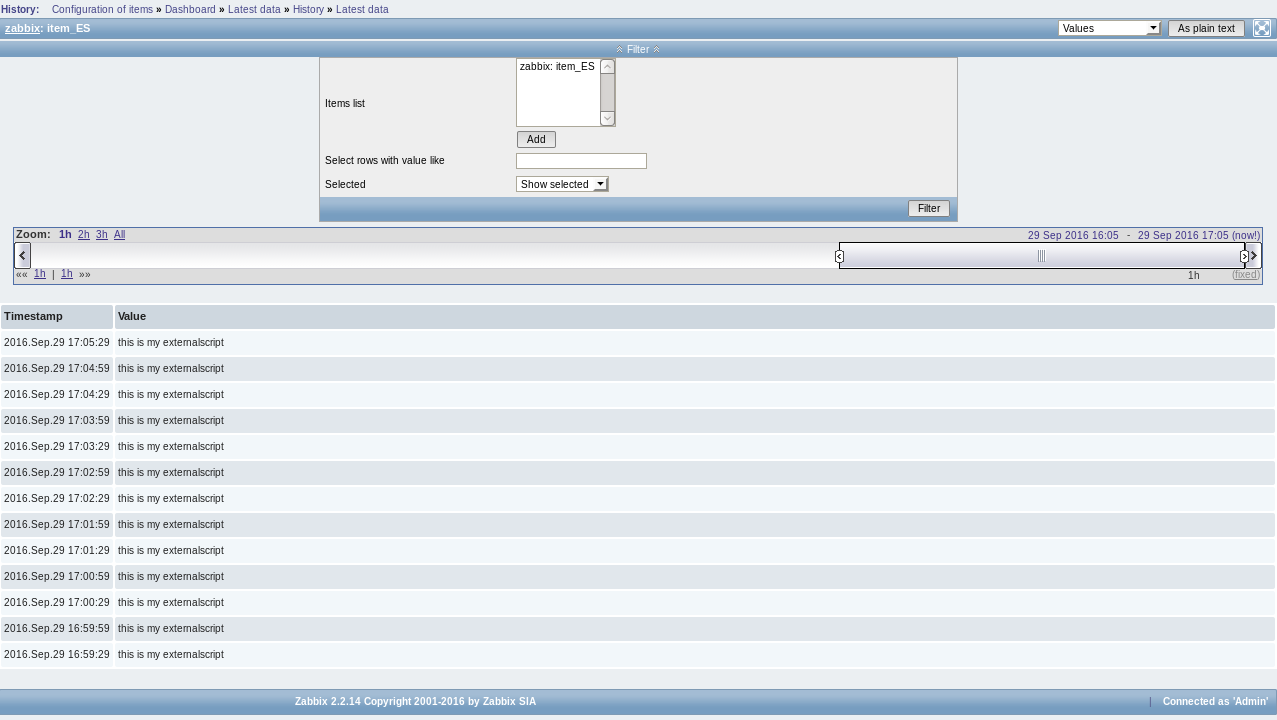 History: Configuration of items » Dashboard » Latest data » History » Latest data
zabbix: item_ES Values As plain text
Filter
zabbix: item_ES
Items list
Add
Select rows with value like
Selected Show selected
Filter
Zoom: 1h 2h 3h All 29 Sep 2016 16:05 - 29 Sep 2016 17:05 (now!)
«« 1h | 1h »» 1h (fixed)
Timestamp Value
2016.Sep.29 17:05:29 this is my externalscript
2016.Sep.29 17:04:59 this is my externalscript
2016.Sep.29 17:04:29 this is my externalscript
2016.Sep.29 17:03:59 this is my externalscript
2016.Sep.29 17:03:29 this is my externalscript
2016.Sep.29 17:02:59 this is my externalscript
2016.Sep.29 17:02:29 this is my externalscript
2016.Sep.29 17:01:59 this is my externalscript
2016.Sep.29 17:01:29 this is my externalscript
2016.Sep.29 17:00:59 this is my externalscript
2016.Sep.29 17:00:29 this is my externalscript
2016.Sep.29 16:59:59 this is my externalscript
2016.Sep.29 16:59:29 this is my externalscript
Zabbix 2.2.14 Copyright 2001-2016 by Zabbix SIA | Connected as 'Admin'